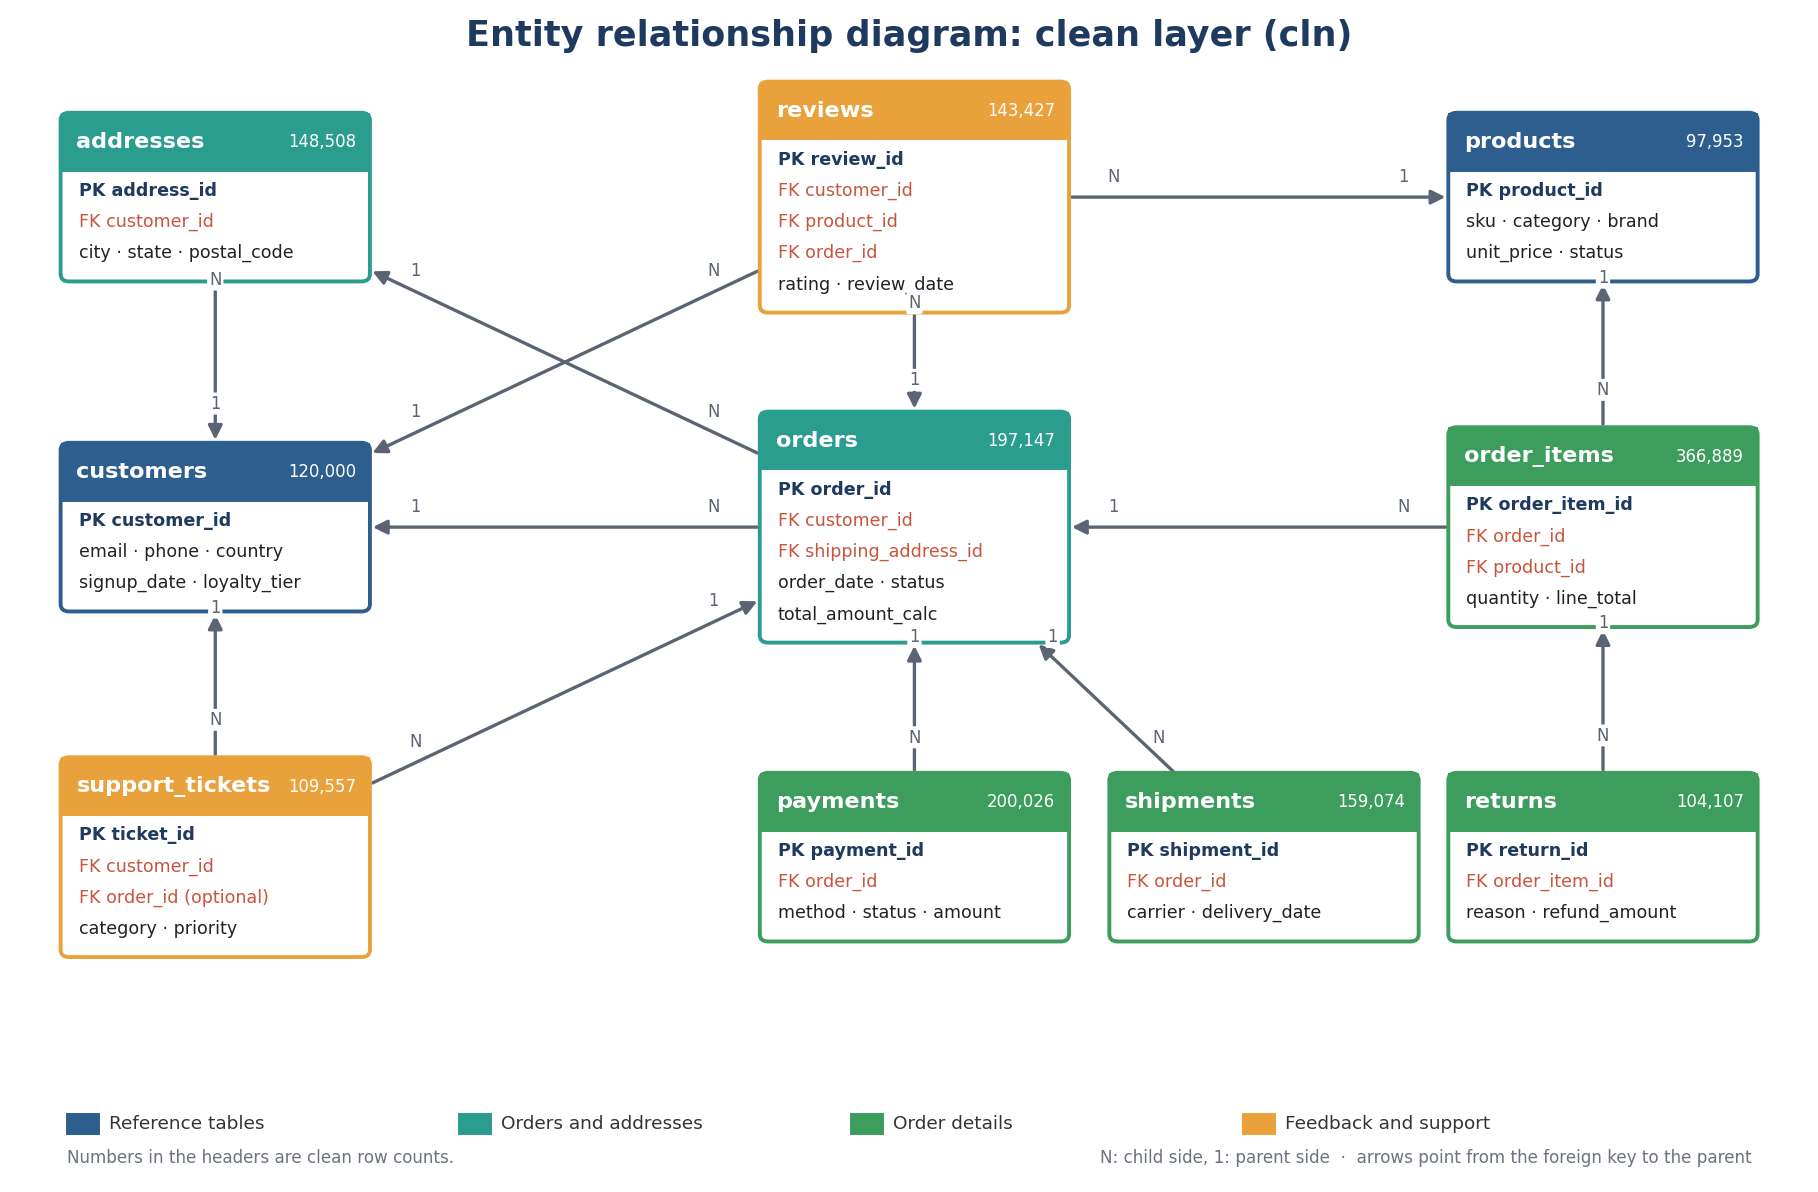 Entity relationship diagram: clean layer (cln)
addresses 148,508
PK address_id
FK customer_id
city · state · postal_code
N
1
reviews 143,427
PK review_id
FK customer_id
FK product_id
FK order_id
rating · review_date
N
1
N
1
products 97,953
PK product_id
sku · category · brand
unit_price · status
1
N
1
N
1
N
customers 120,000
PK customer_id
email · phone · country
signup_date · loyalty_tier
1
N
1
N
orders 197,147
PK order_id
FK customer_id
FK shipping_address_id
order_date · status
total_amount_calc
1
1
1
N
order_items 366,889
PK order_item_id
FK order_id
FK product_id
quantity · line_total
1
N
1
N
N
N
N
support_tickets 109,557
PK ticket_id
FK customer_id
FK order_id (optional)
category · priority
payments 200,026
PK payment_id
FK order_id
method · status · amount
shipments 159,074
PK shipment_id
FK order_id
carrier · delivery_date
returns 104,107
PK return_id
FK order_item_id
reason · refund_amount
Reference tables
Orders and addresses
Order details
Feedback and support
Numbers in the headers are clean row counts.
N: child side, 1: parent side · arrows point from the foreign key to the parent